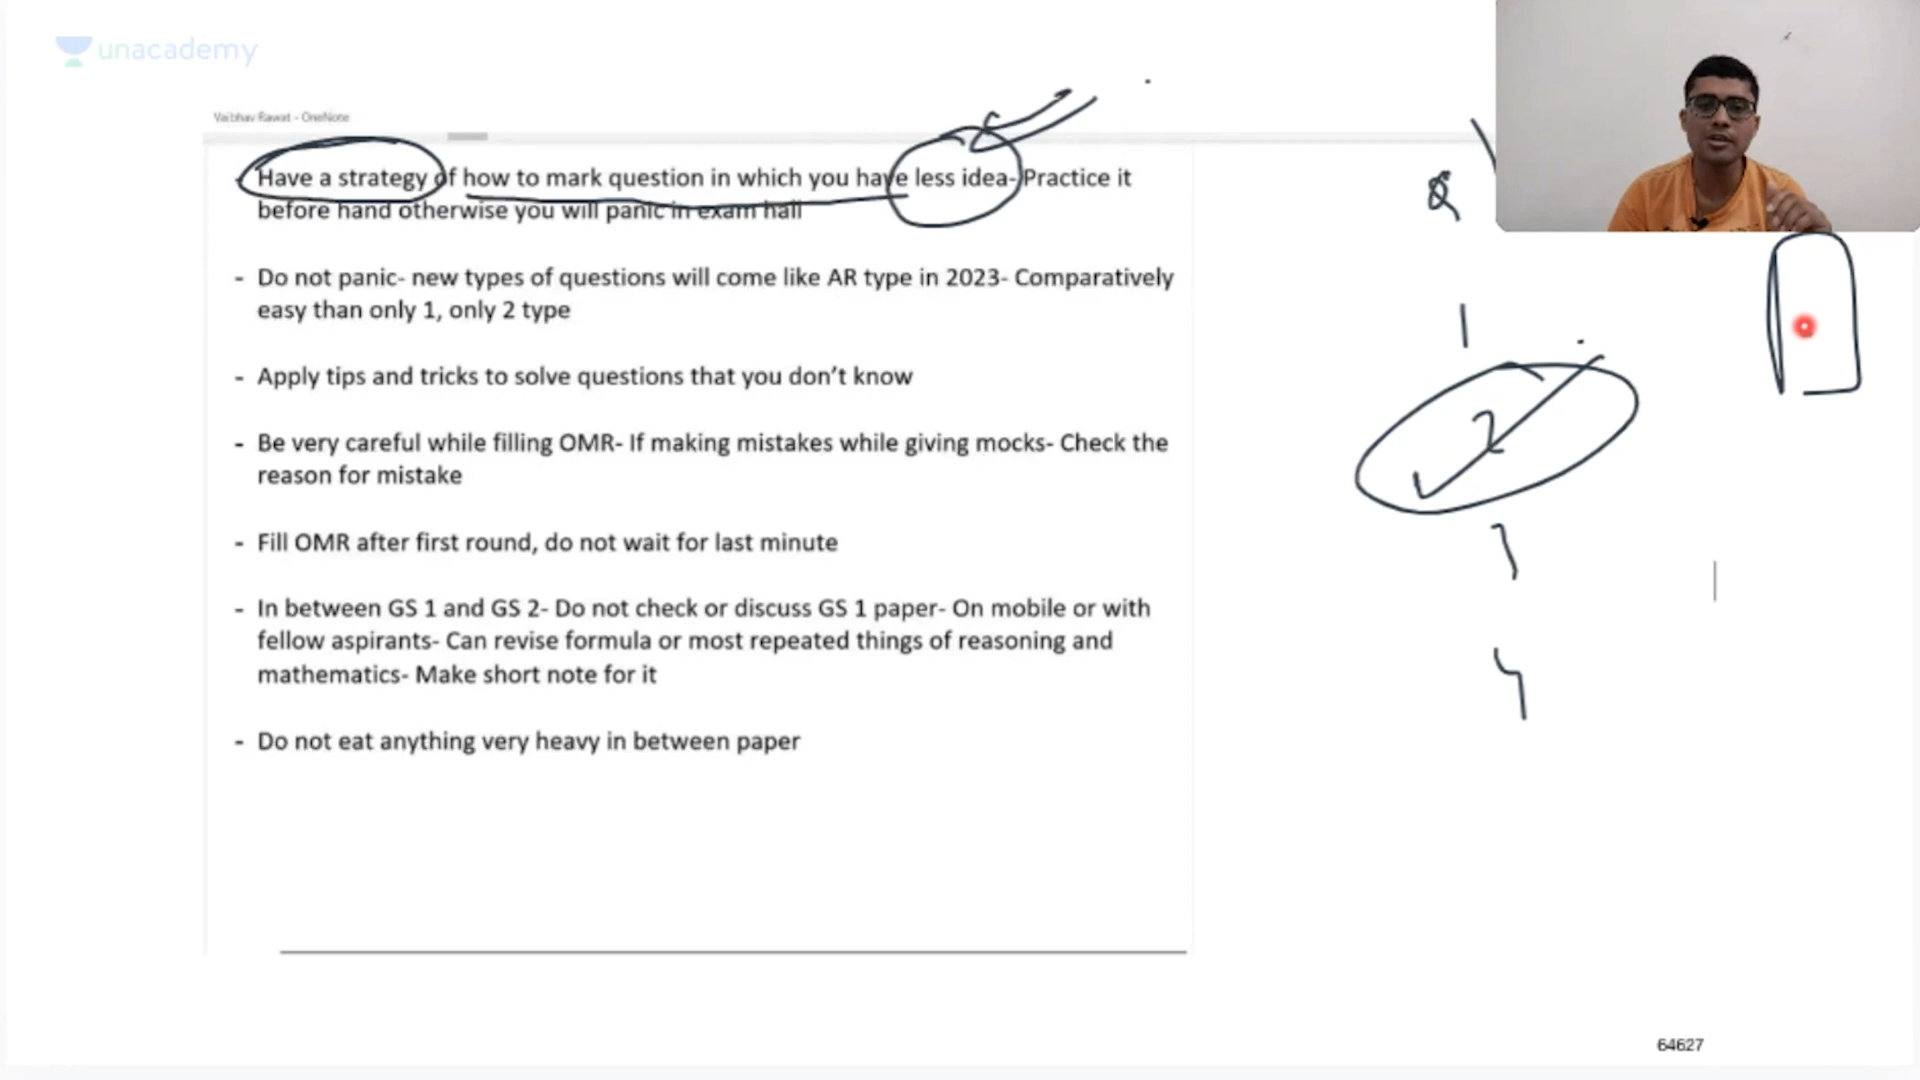 unacademy
Vaibhav Rawat - OneNote
- Have a strategy of how to mark question in which you have less idea- Practice it
before hand otherwise you will panic in exam hall
- Do not panic- new types of questions will come like AR type in 2023- Comparatively
easy than only 1, only 2 type
- Apply tips and tricks to solve questions that you don't know
- Be very careful while filling OMR- If making mistakes while giving mocks- Check the
reason for mistake
- Fill OMR after first round, do not wait for last minute
- In between GS 1 and GS 2- Do not check or discuss GS 1 paper- On mobile or with
fellow aspirants- Can revise formula or most repeated things of reasoning and
mathematics- Make short note for it
- Do not eat anything very heavy in between paper
1
2
4
64627